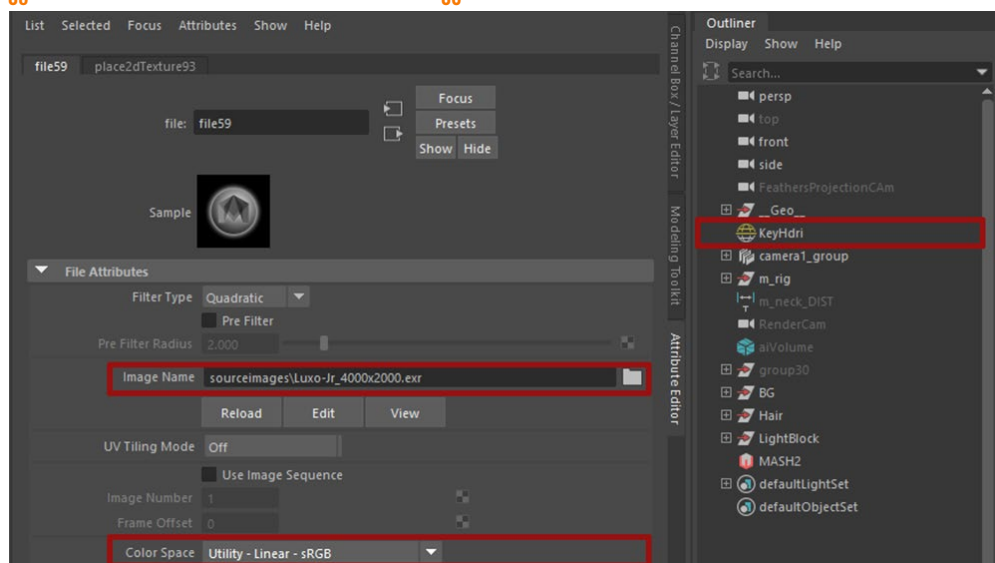 List Selected Focus Attributes Show Help
file59 place2dTexture93
file: file59
Focus
Presets
Show Hide
Sample
File Attributes
Filter Type Quadratic
Pre Filter
Pre Filter Radius 2.000
Image Name sourceimages\Luxo-Jr_4000x2000.exr
Reload Edit View
UV Tiling Mode Off
Use Image Sequence
Image Number 1
Frame Offset 0
Color Space Utility - Linear - sRGB
Channel Box / Layer Editor
Modeling Toolkit
Attribute Editor
Outliner
Display Show Help
Search...
persp
top
front
side
FeathersProjectionCAm
__Geo__
KeyHdri
camera1_group
m_rig
m_neck_DIST
RenderCam
aiVolume
group30
BG
Hair
LightBlock
MASH2
defaultLightSet
defaultObjectSet